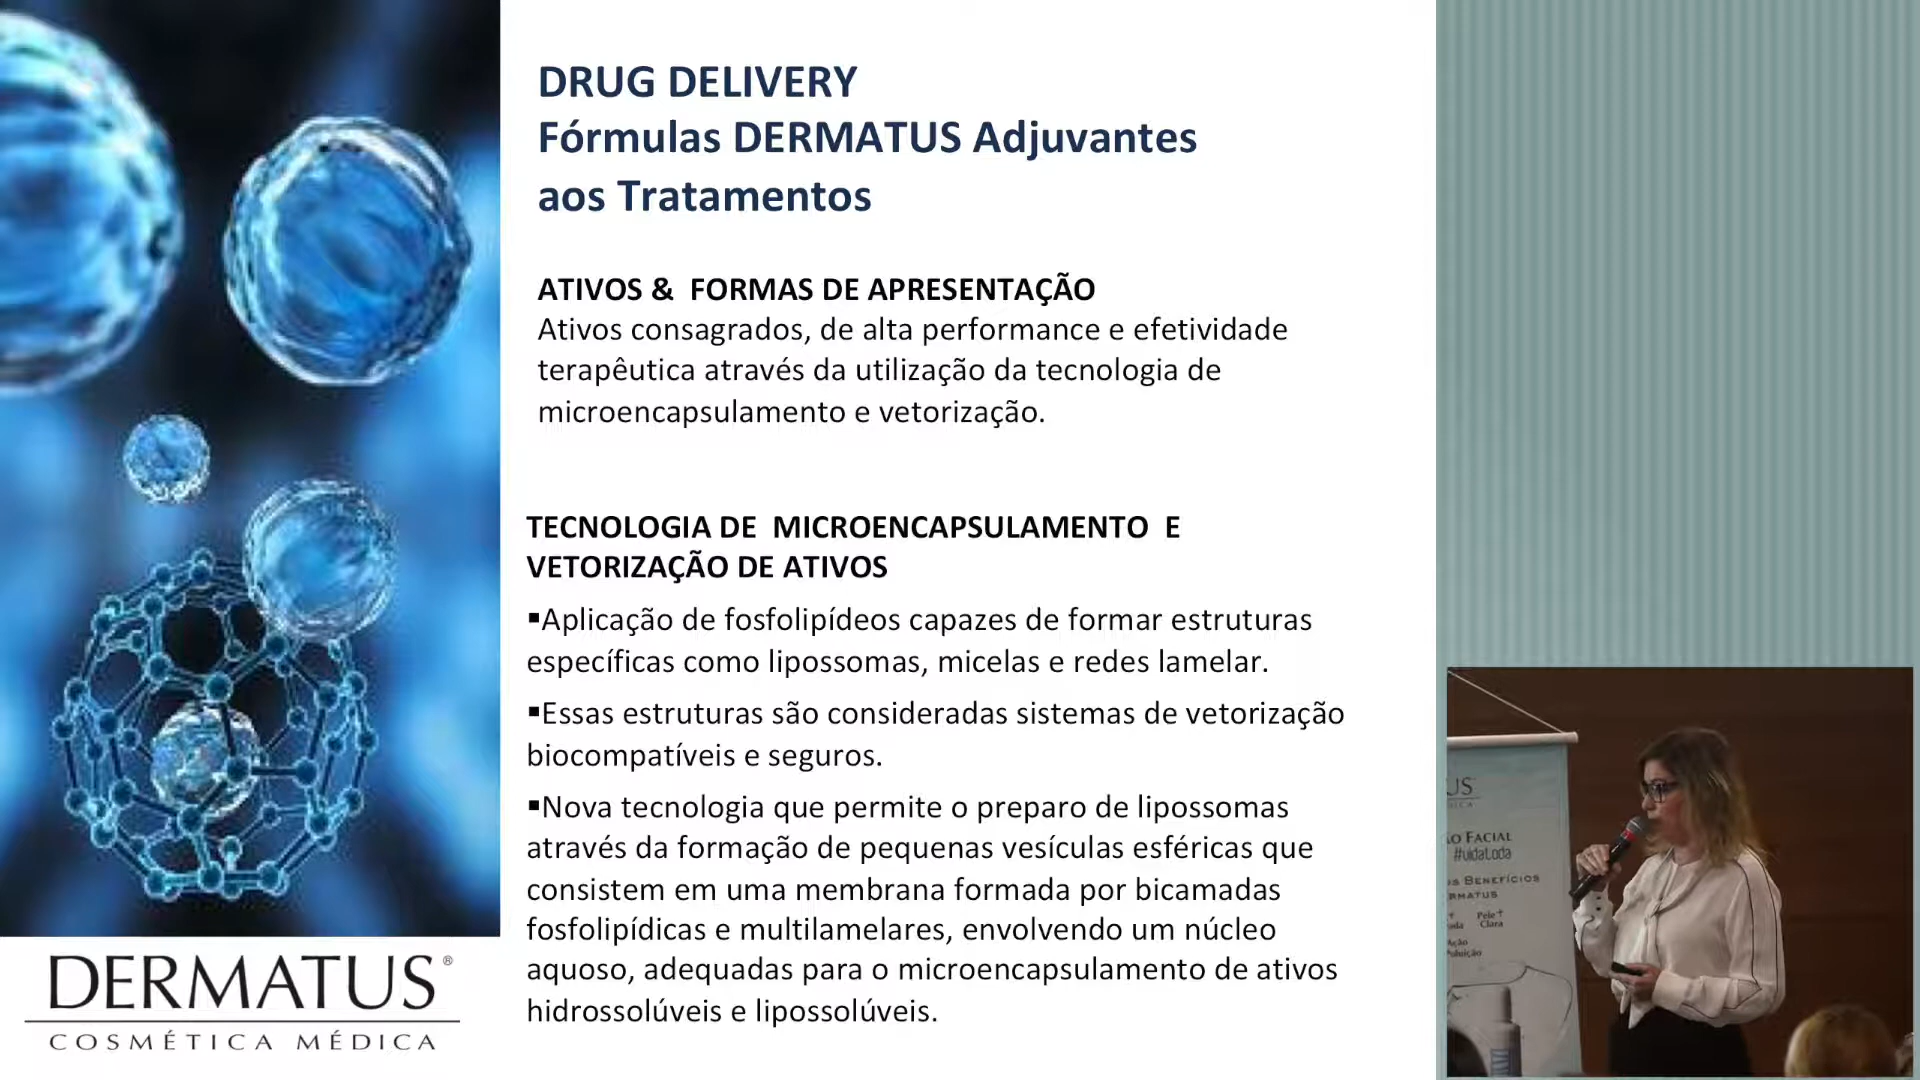 DRUG DELIVERY
Fórmulas DERMATUS Adjuvantes
aos Tratamentos
ATIVOS & FORMAS DE APRESENTAÇÃO
Ativos consagrados, de alta performance e efetividade
terapêutica através da utilização da tecnologia de
microencapsulamento e vetorização.
TECNOLOGIA DE MICROENCAPSULAMENTO E
VETORIZAÇÃO DE ATIVOS
▪Aplicação de fosfolipídeos capazes de formar estruturas
específicas como lipossomas, micelas e redes lamelar.
▪Essas estruturas são consideradas sistemas de vetorização
biocompatíveis e seguros.
▪Nova tecnologia que permite o preparo de lipossomas
através da formação de pequenas vesículas esféricas que
consistem em uma membrana formada por bicamadas
fosfolipídicas e multilamelares, envolvendo um núcleo
aquoso, adequadas para o microencapsulamento de ativos
hidrossolúveis e lipossolúveis.
DERMATUS®
COSMÉTICA MÉDICA
US
FACIAL
BENEFÍCIOS
Pele
Clara